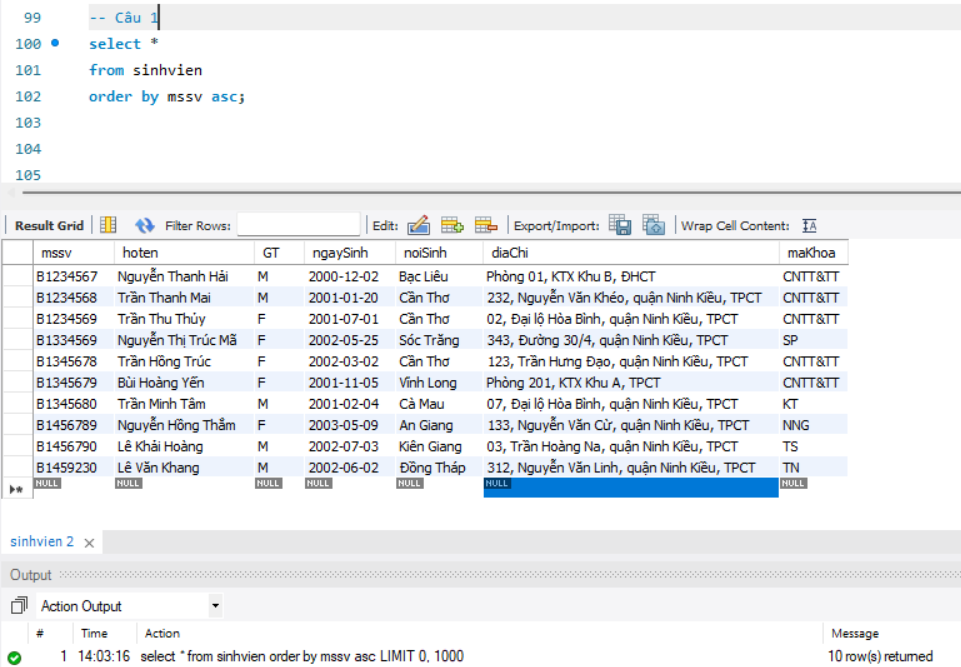 99 -- Câu 1
100 select *
101 from sinhvien
102 order by mssv asc;
103
104
105
Result Grid Filter Rows: Edit: Export/Import: Wrap Cell Content: IA
mssv hoten GT ngaySinh noiSinh diaChi maKhoa
B1234567 Nguyễn Thanh Hải M 2000-12-02 Bạc Liêu Phòng 01, KTX Khu B, ĐHCT CNTT&TT
B1234568 Trần Thanh Mai M 2001-01-20 Cần Thơ 232, Nguyễn Văn Khéo, quận Ninh Kiều, TPCT CNTT&TT
B1234569 Trần Thu Thủy F 2001-07-01 Cần Thơ 02, Đại lộ Hòa Bình, quận Ninh Kiều, TPCT CNTT&TT
B1334569 Nguyễn Thị Trúc Mã F 2002-05-25 Sóc Trăng 343, Đường 30/4, quận Ninh Kiều, TPCT SP
B1345678 Trần Hồng Trúc F 2002-03-02 Cần Thơ 123, Trần Hưng Đạo, quận Ninh Kiều, TPCT CNTT&TT
B1345679 Bùi Hoàng Yến F 2001-11-05 Vĩnh Long Phòng 201, KTX Khu A, TPCT CNTT&TT
B1345680 Trần Minh Tâm M 2001-02-04 Cà Mau 07, Đại lộ Hòa Bình, quận Ninh Kiều, TPCT KT
B1456789 Nguyễn Hồng Thắm F 2003-05-09 An Giang 133, Nguyễn Văn Cừ, quận Ninh Kiều, TPCT NNG
B1456790 Lê Khải Hoàng M 2002-07-03 Kiên Giang 03, Trần Hoàng Na, quận Ninh Kiều, TPCT TS
B1459230 Lê Văn Khang M 2002-06-02 Đồng Tháp 312, Nguyễn Văn Linh, quận Ninh Kiều, TPCT TN
NULL NULL NULL NULL NULL NULL NULL
sinhvien 2
Output
Action Output
# Time Action Message
1 14:03:16 select * from sinhvien order by mssv asc LIMIT 0, 1000 10 row(s) returned